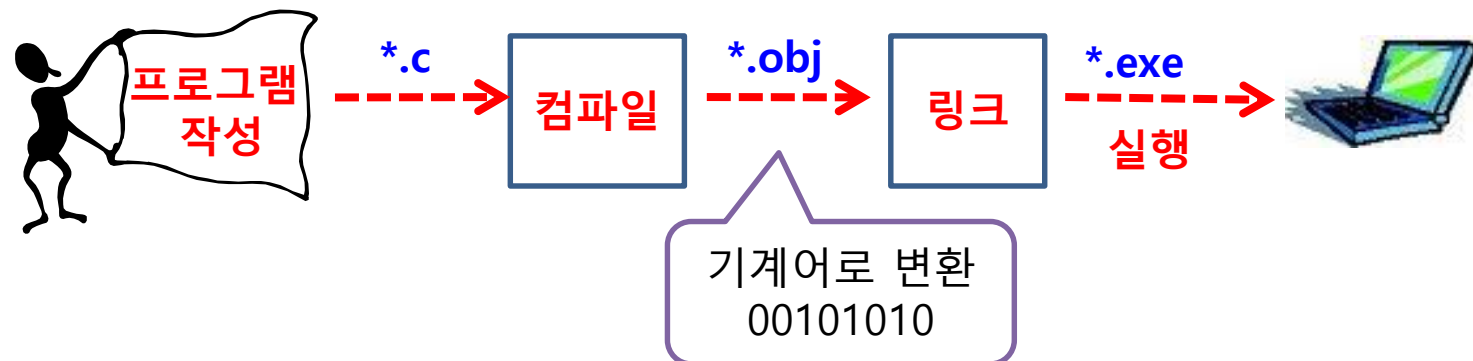 프로그램
작성
*.c
컴파일
*.obj
링크
*.exe
실행
기계어로 변환
00101010